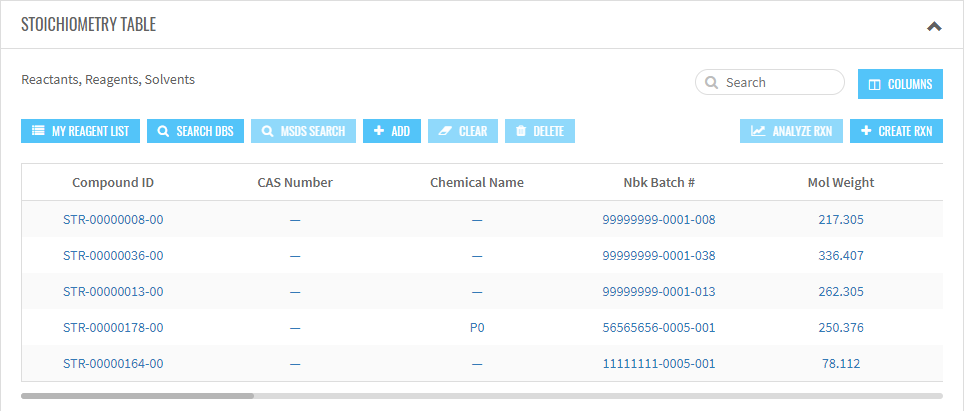 STOICHIOMETRY TABLE
Reactants, Reagents, Solvents
Search
COLUMNS
MY REAGENT LIST SEARCH DBS MSDS SEARCH ADD CLEAR DELETE ANALYZE RXN CREATE RXN
Compound ID CAS Number Chemical Name Nbk Batch # Mol Weight
STR-00000008-00 — — 99999999-0001-008 217.305
STR-00000036-00 — — 99999999-0001-038 336.407
STR-00000013-00 — — 99999999-0001-013 262.305
STR-00000178-00 — P0 56565656-0005-001 250.376
STR-00000164-00 — — 11111111-0005-001 78.112